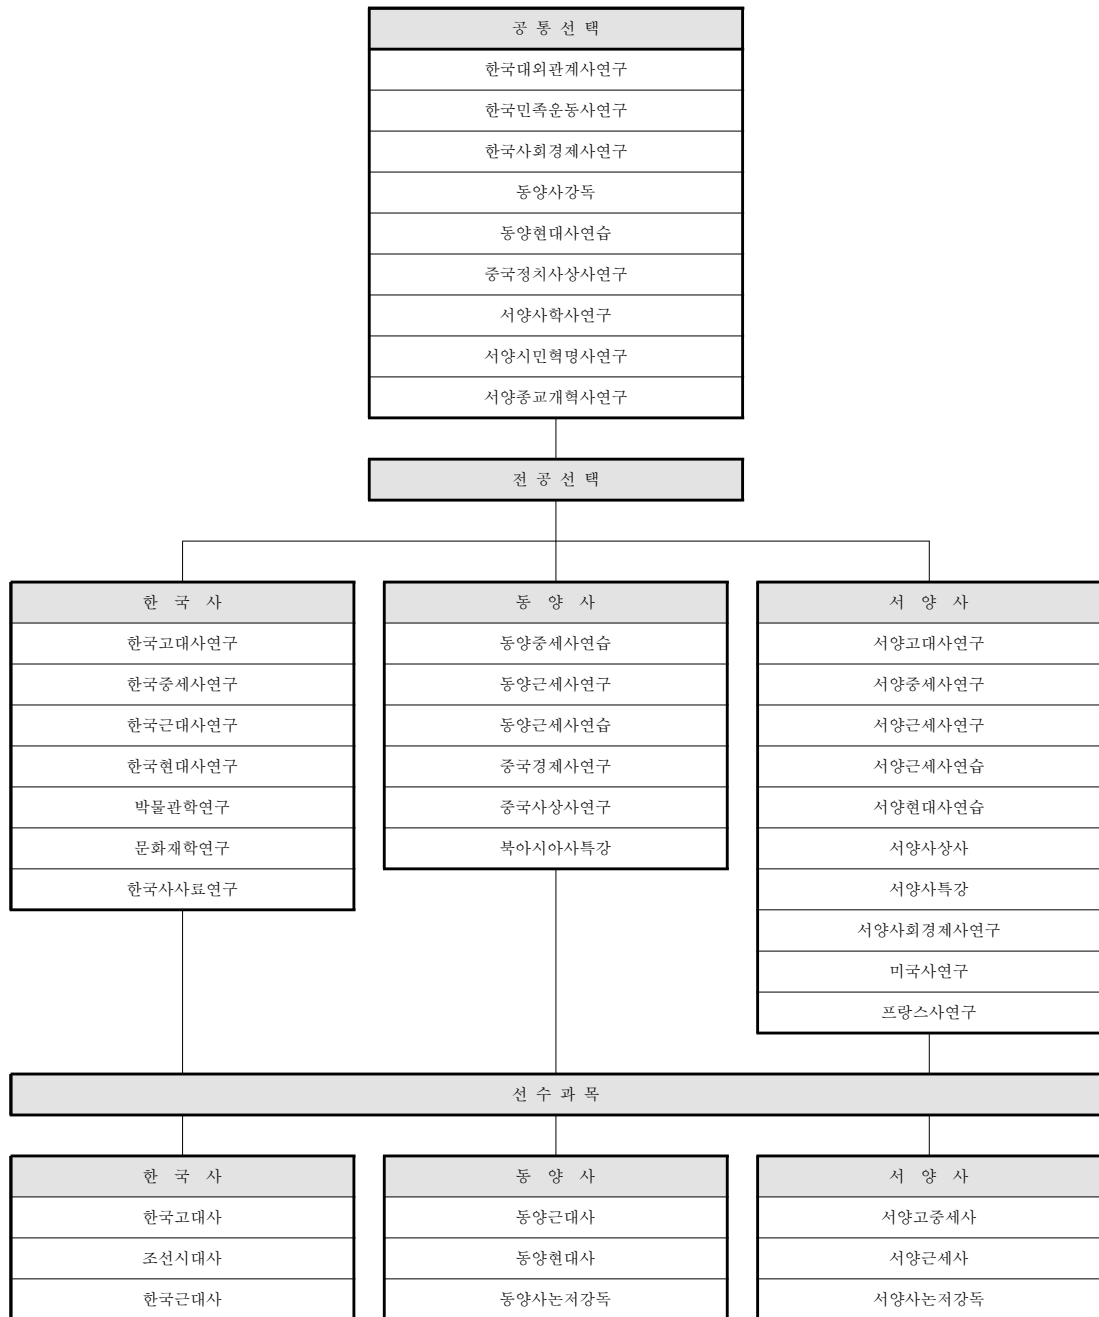 공 통 선 택
한국대외관계사연구
한국민족운동사연구
한국사회경제사연구
동양사강독
동양현대사연습
중국정치사상사연구
서양사학사연구
서양시민혁명사연구
서양종교개혁사연구
전 공 선 택
한 국 사
한국고대사연구
한국중세사연구
한국근대사연구
한국현대사연구
박물관학연구
문화재학연구
한국사사료연구
동 양 사
동양중세사연습
동양근세사연구
동양근세사연습
중국경제사연구
중국사상사연구
북아시아사특강
서 양 사
서양고대사연구
서양중세사연구
서양근세사연구
서양근세사연습
서양현대사연습
서양사상사
서양사특강
서양사회경제사연구
미국사연구
프랑스사연구
선 수 과 목
한 국 사
한국고대사
조선시대사
한국근대사
동 양 사
동양근대사
동양현대사
동양사논저강독
서 양 사
서양고중세사
서양근세사
서양사논저강독